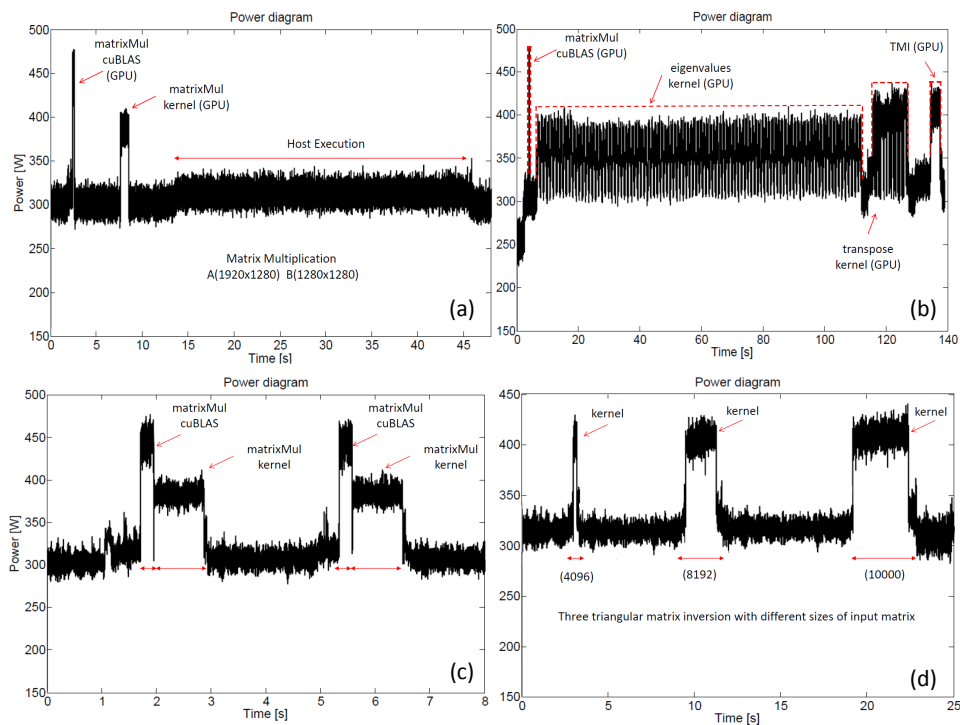 Power diagram
500
450
400
350
300
250
200
150
Power [W]
0 5 10 15 20 25 30 35 40 45
Time [s]
matrixMul
cuBLAS
(GPU)
matrixMul
kernel (GPU)
Host Execution
Matrix Multiplication
A(1920x1280) B(1280x1280)
(a)
Power diagram
500
450
400
350
300
250
200
150
Power [W]
0 20 40 60 80 100 120 140
Time [s]
matrixMul
cuBLAS (GPU)
eigenvalues
kernel (GPU)
TMI (GPU)
transpose
kernel (GPU)
(b)
Power diagram
500
450
400
350
300
250
200
150
Power [W]
0 1 2 3 4 5 6 7 8
Time [s]
matrixMul
cuBLAS
matrixMul
kernel
matrixMul
cuBLAS
matrixMul
kernel
(c)
Power diagram
450
400
350
300
250
200
150
Power [W]
0 5 10 15 20 25
Time [s]
kernel
kernel
kernel
(4096)
(8192)
(10000)
Three triangular matrix inversion with different sizes of input matrix
(d)